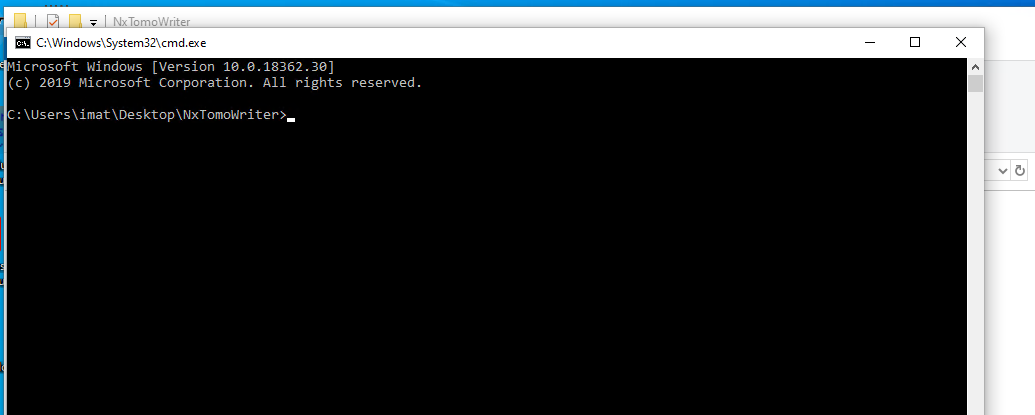 NxTomoWriter
C:\Windows\System32\cmd.exe
Microsoft Windows [Version 10.0.18362.30]
(c) 2019 Microsoft Corporation. All rights reserved.
C:\Users\imat\Desktop\NxTomoWriter>